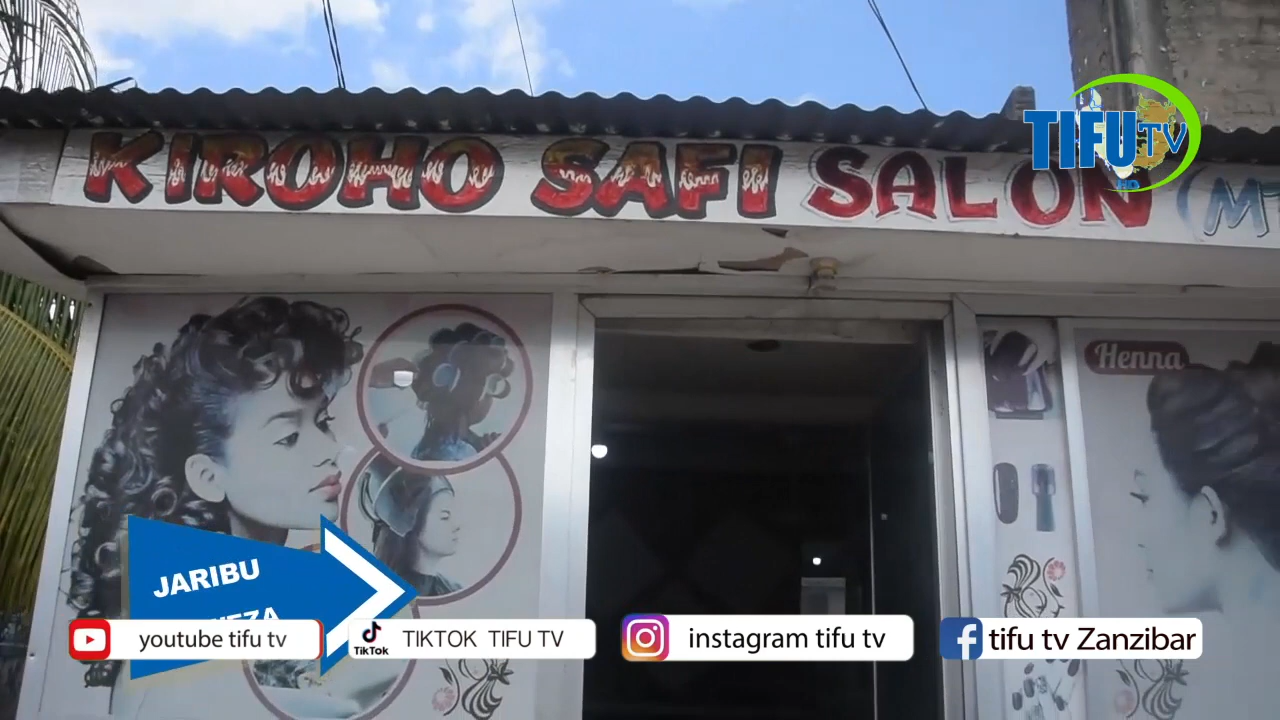 KIROHO SAFI SALON (M
TIFU TV
HD
Henna
JARIBU
youtube tifu tv
TikTok
TIKTOK TIFU TV
instagram tifu tv
tifu tv Zanzibar